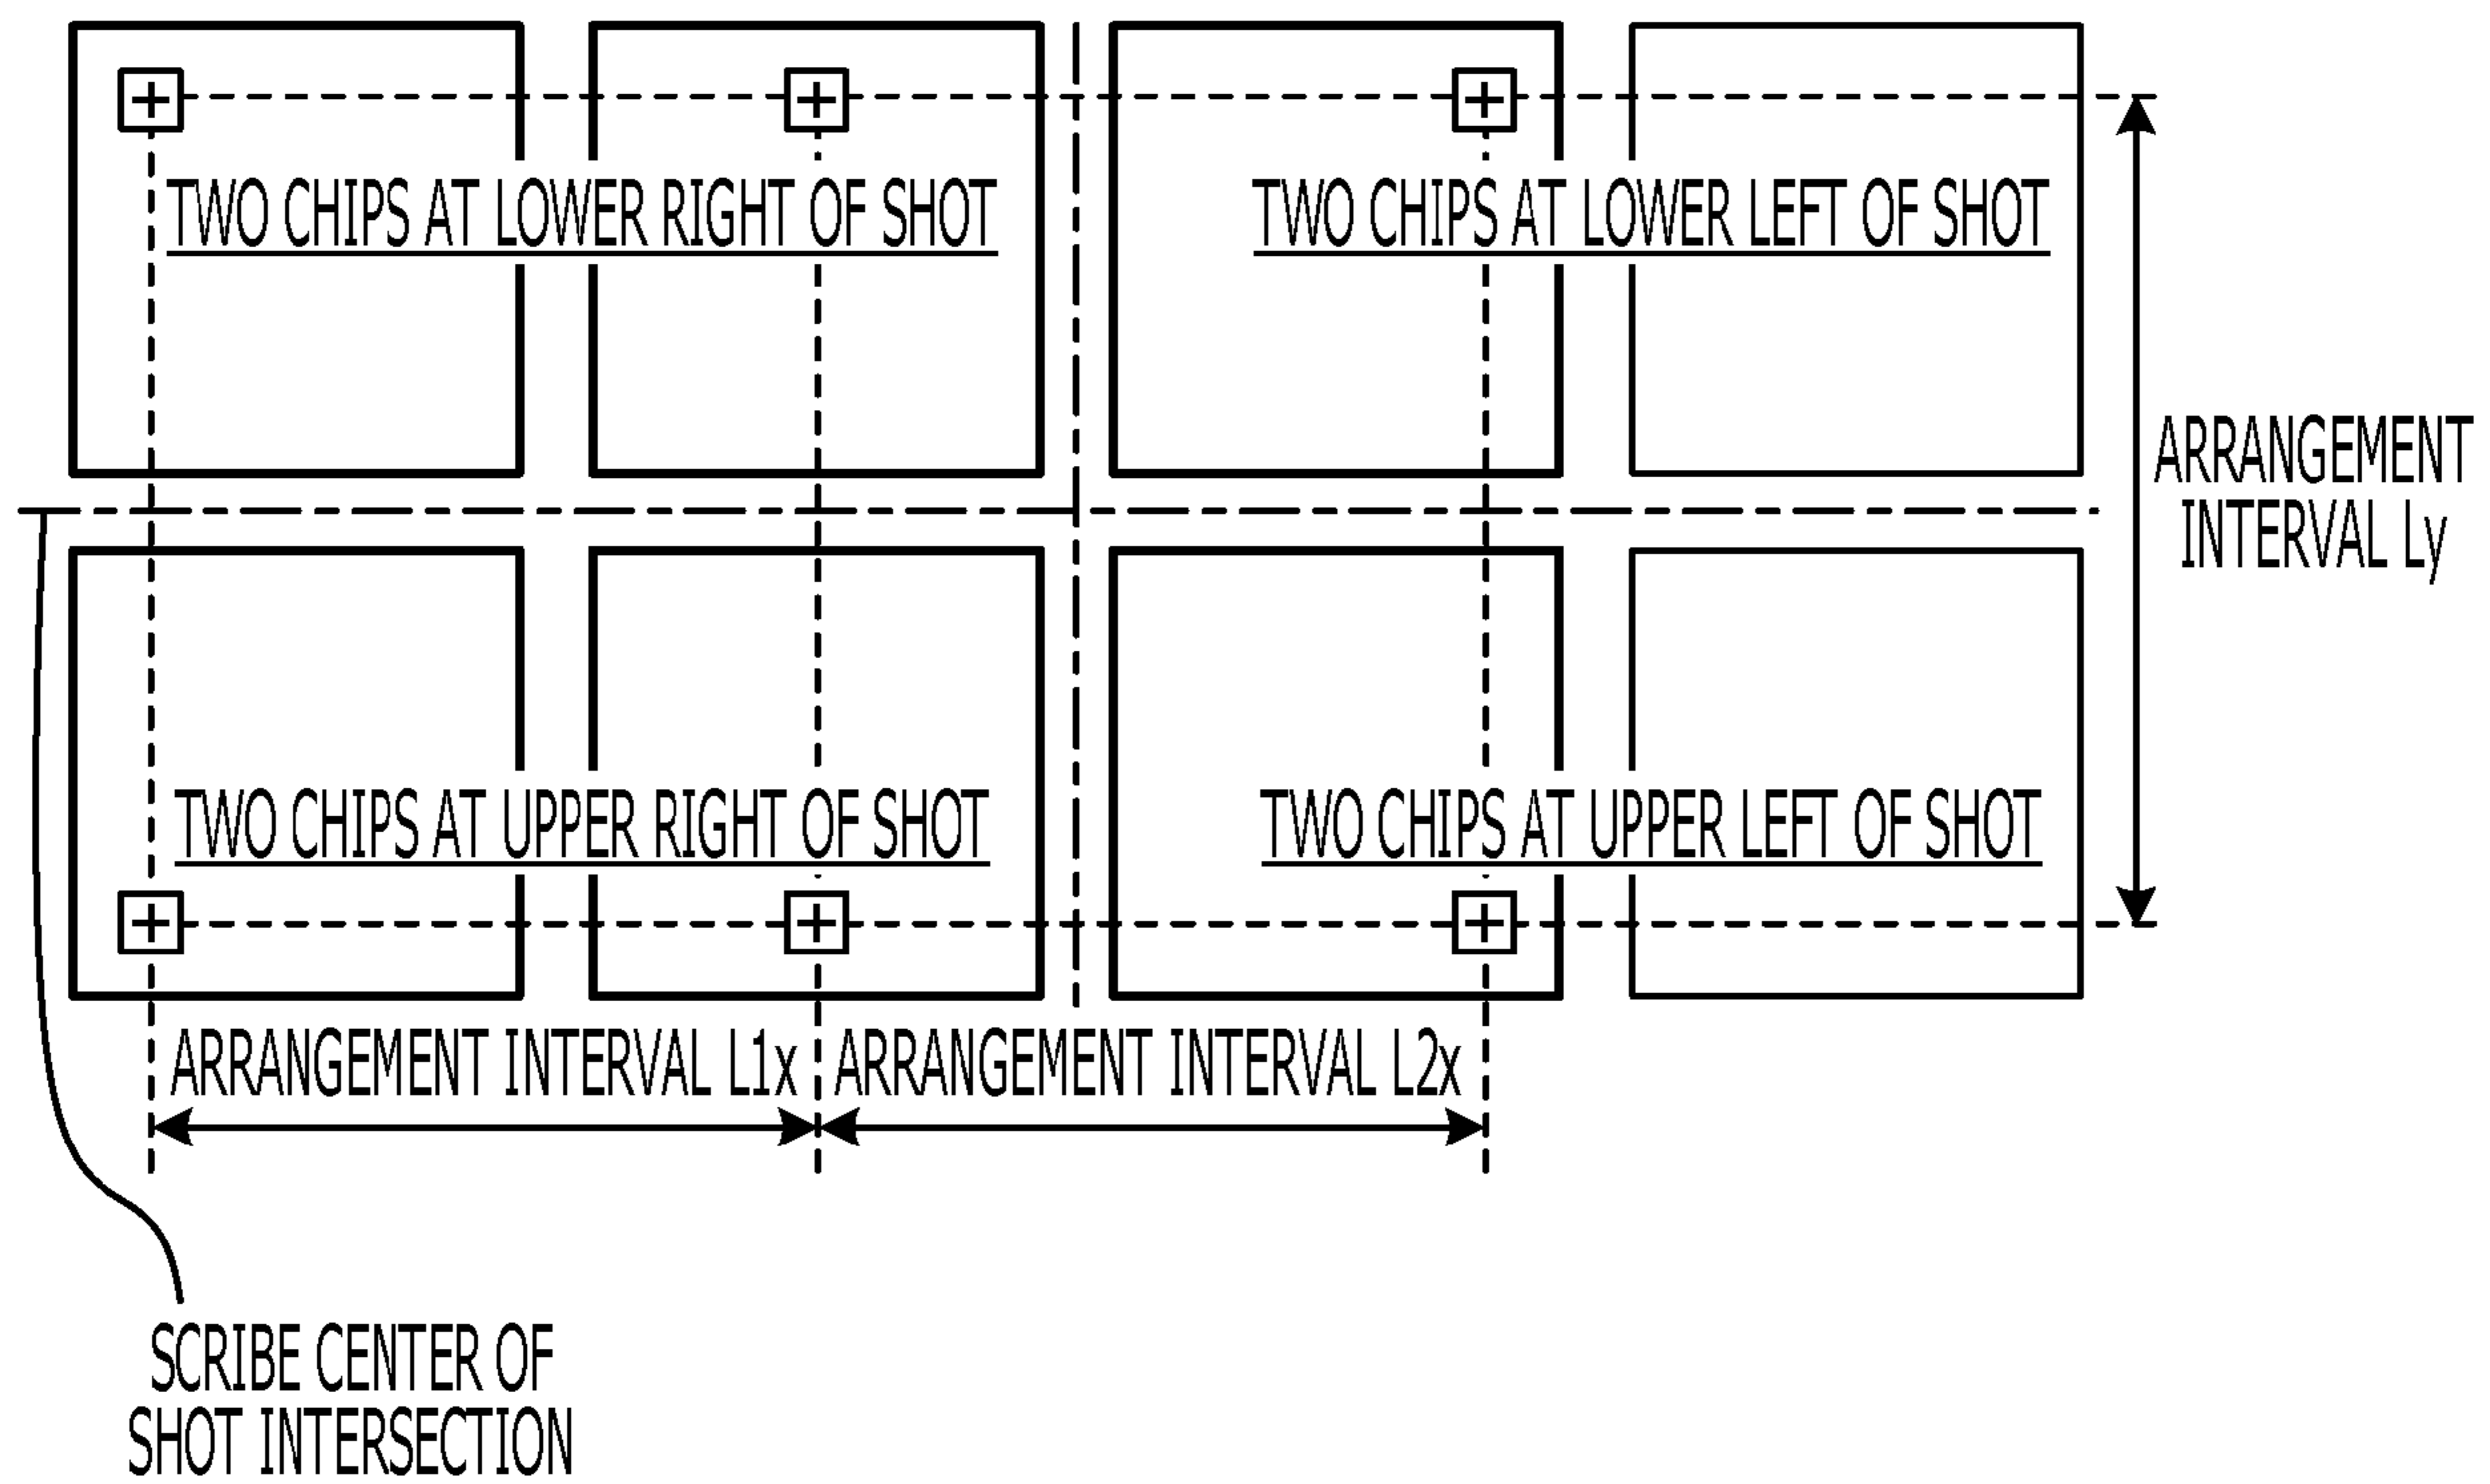 TWO CHIPS AT LOWER RIGHT OF SHOT
TWO CHIPS AT LOWER LEFT OF SHOT
ARRANGEMENT
INTERVAL Ly
TWO CHIPS AT UPPER RIGHT OF SHOT
TWO CHIPS AT UPPER LEFT OF SHOT
ARRANGEMENT INTERVAL L1x
ARRANGEMENT INTERVAL L2x
SCRIBE CENTER OF
SHOT INTERSECTION